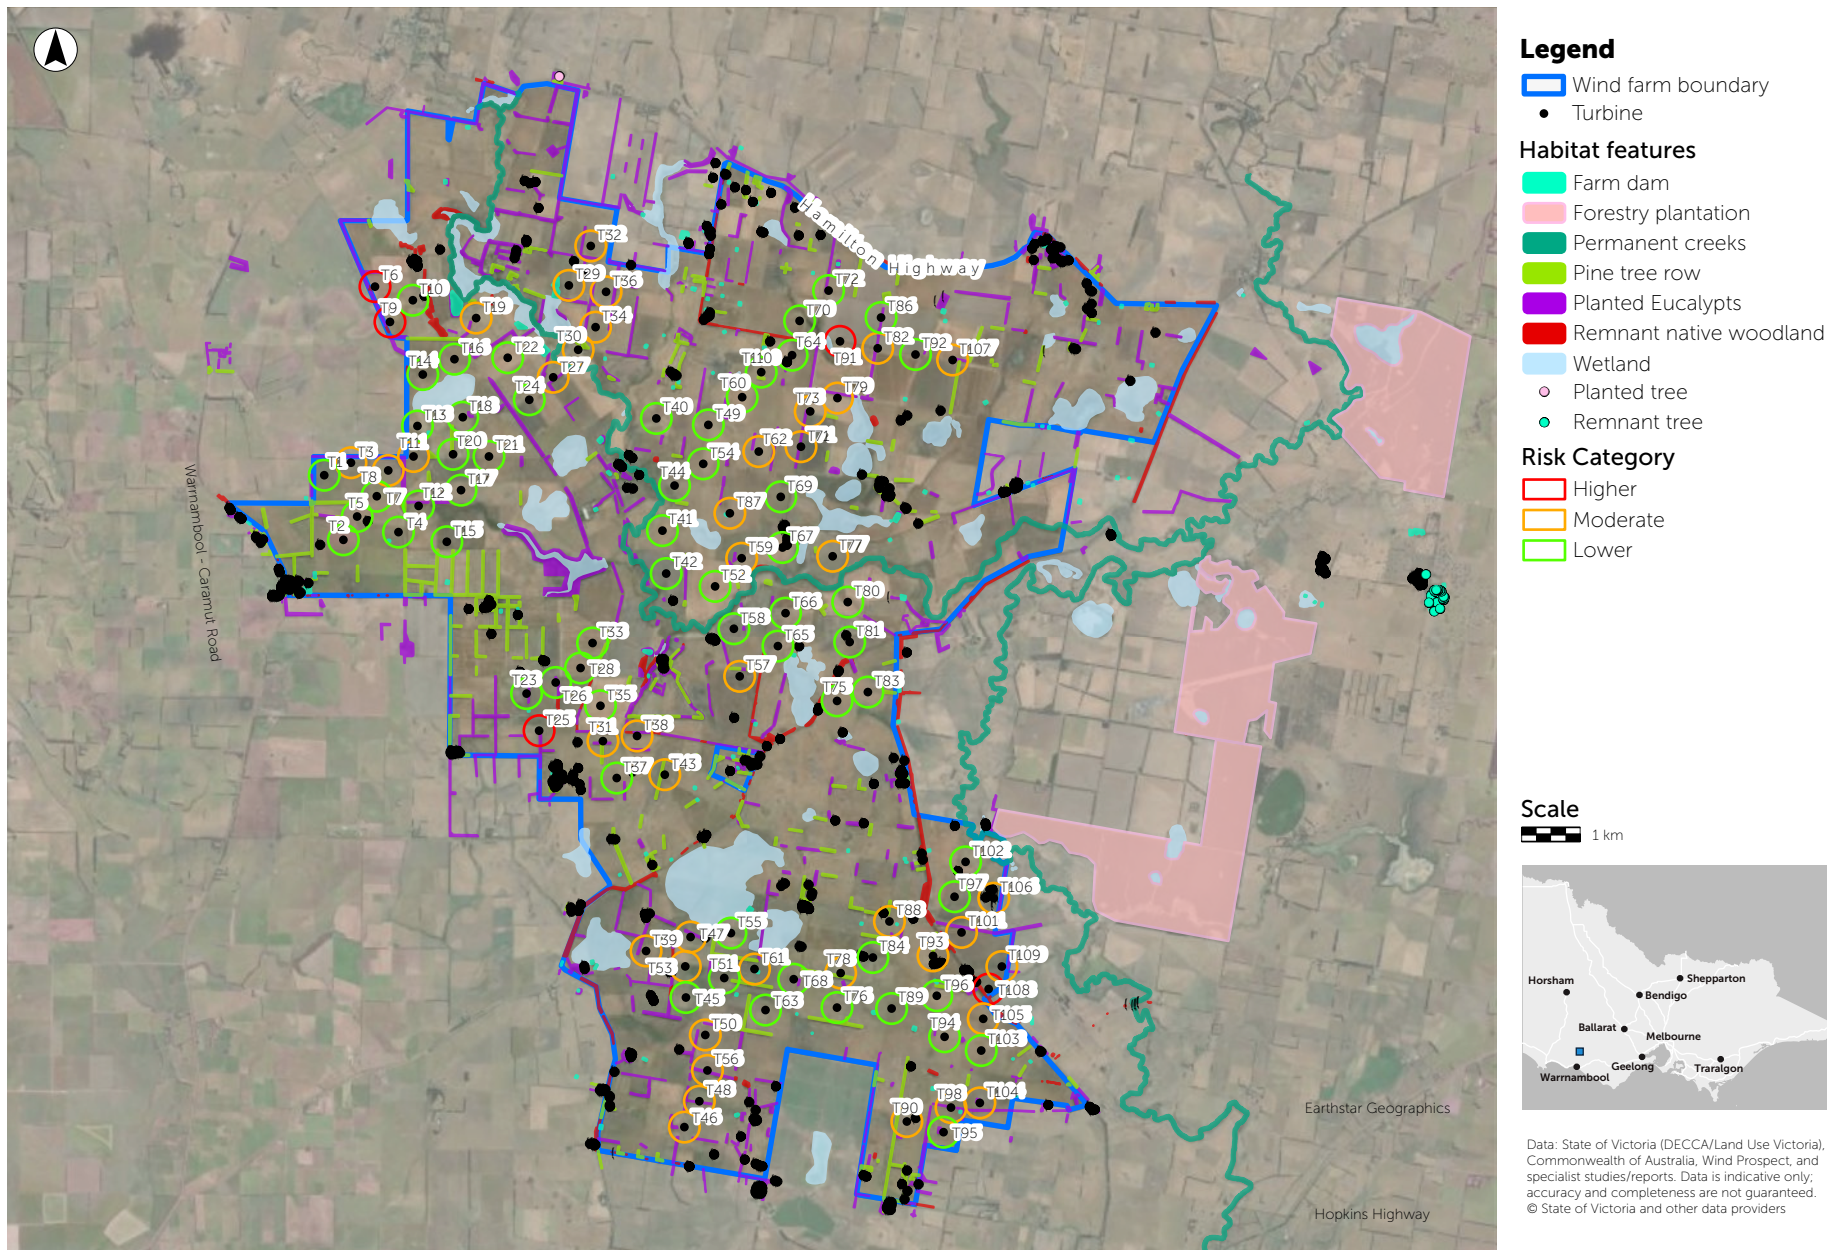 Legend
Wind farm boundary
Turbine
Habitat features
Farm dam
Forestry plantation
Permanent creeks
Pine tree row
Planted Eucalypts
Remnant native woodland
Wetland
Planted tree
Remnant tree
Risk Category
Higher
Moderate
Lower
Scale
1 km
Horsham
Shepparton
Bendigo
Ballarat
Melbourne
Geelong
Traralgon
Warrnambool
Data: State of Victoria (DECCA/Land Use Victoria),
Commonwealth of Australia, Wind Prospect, and
specialist studies/reports. Data is indicative only;
accuracy and completeness are not guaranteed.
© State of Victoria and other data providers
Hamilton Highway
Warrnambool - Caramut Road
Earthstar Geographics
Hopkins Highway
T32
T6
T10
T29
T36
T72
T9
T19
T34
T70
T86
T30
T64
T91
T82
T92
T107
T14
T16
T22
T27
T110
T24
T60
T79
T73
T13
T18
T40
T49
T11
T20
T21
T62
T71
T1
T3
T8
T54
T44
T17
T69
T5
T7
T12
T87
T2
T4
T15
T41
T67
T59
T77
T42
T52
T80
T66
T58
T33
T65
T81
T28
T57
T23
T26
T35
T75
T83
T25
T31
T38
T37
T43
T102
T97
T106
T88
T55
T101
T39
T47
T84
T93
T109
T53
T51
T61
T78
T68
T96
T108
T45
T63
T76
T89
T105
T50
T94
T103
T56
T48
T98
T104
T46
T90
T95